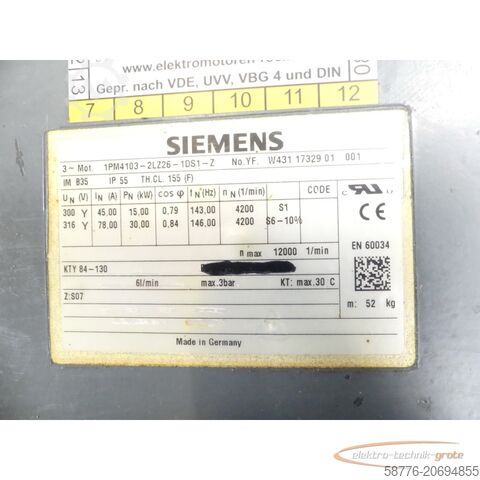 www.elektromotoren
Gepr. nach VDE, UVV, VBG 4 und DIN
12 13
7 8 9 10 11 12
SIEMENS
3 ~ Mot. 1PM4103-2LZ26-1DS1-Z No.YF. W431 17329 01 001
IM B35 IP 55 TH.CL. 155 (F)
U N (V) I N (A) P N (kW) cos φ f N (Hz) n N (1/min) CODE
300 Y 45,00 15,00 0,79 143,00 4200 S1
316 Y 78,00 30,00 0,84 146,00 4200 S6-10%
CE
EN 60034
n max 12000 1/min
KTY 84-130
6l/min max.3bar KT: max.30 C
m: 52 kg
Z:S07
Made in Germany
elektro-technik-grote
58776-20694855